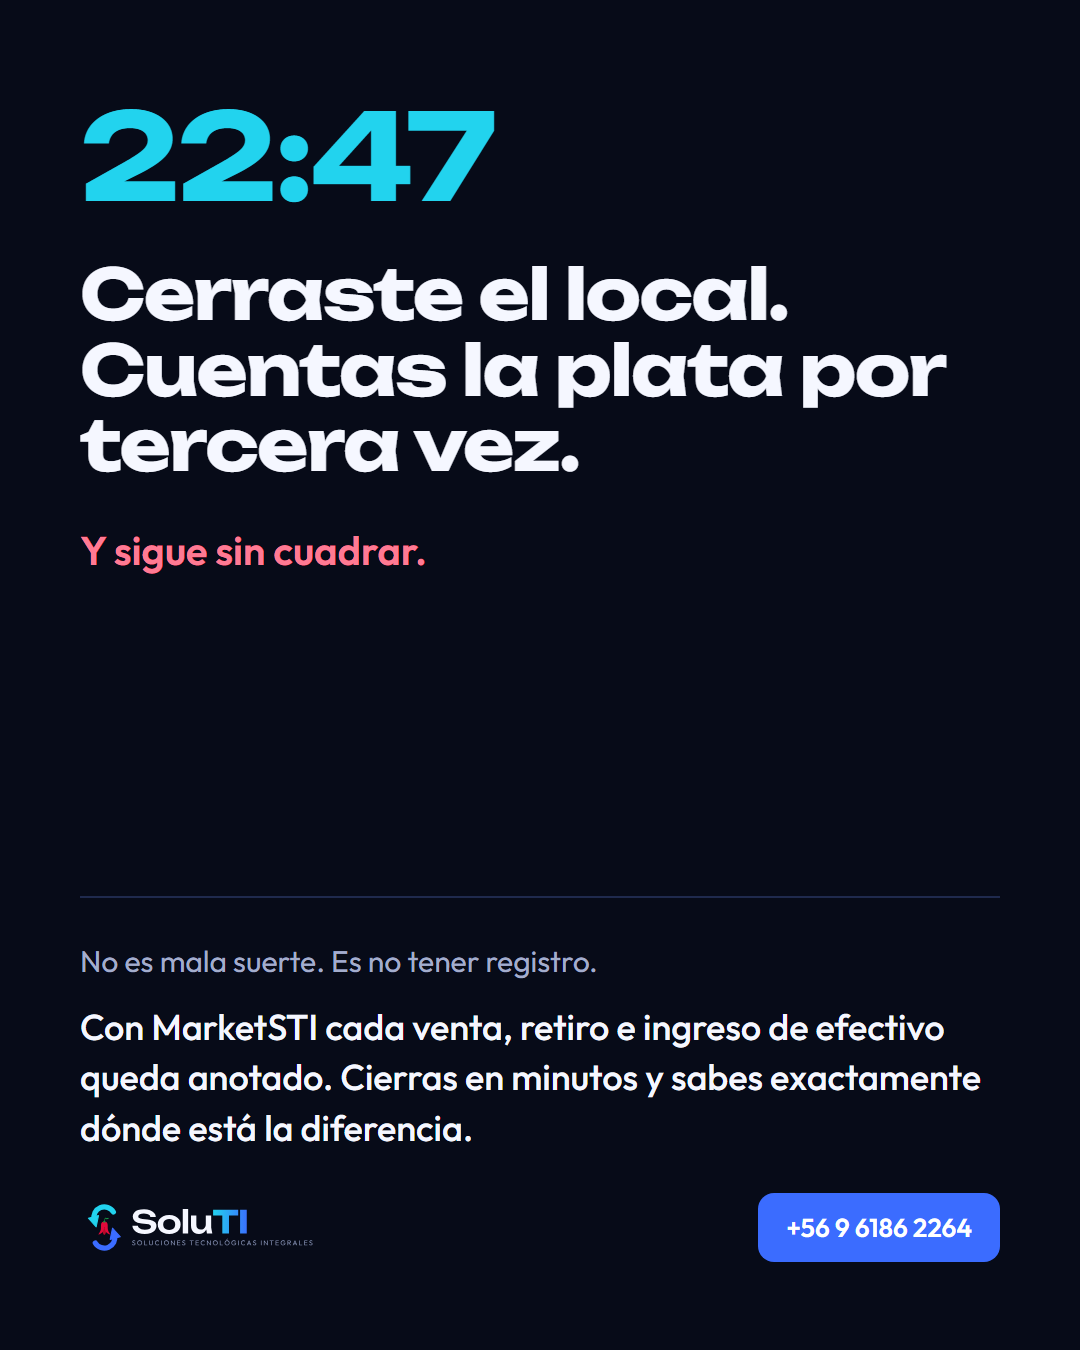 22:47
Cerraste el local.
Cuentas la plata por
tercera vez.
Y sigue sin cuadrar.
No es mala suerte. Es no tener registro.
Con MarketSTI cada venta, retiro e ingreso de efectivo
queda anotado. Cierras en minutos y sabes exactamente
dónde está la diferencia.
SoluTI
SOLUCIONES TECNOLÓGICAS INTEGRALES
+56 9 6186 2264